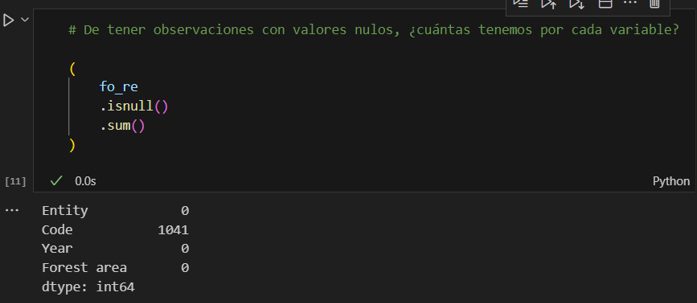 # De tener observaciones con valores nulos, ¿cuántas tenemos por cada variable?
(
fo_re
.isnull()
.sum()
)
[11] 0.0s Python
Entity 0
Code 1041
Year 0
Forest area 0
dtype: int64